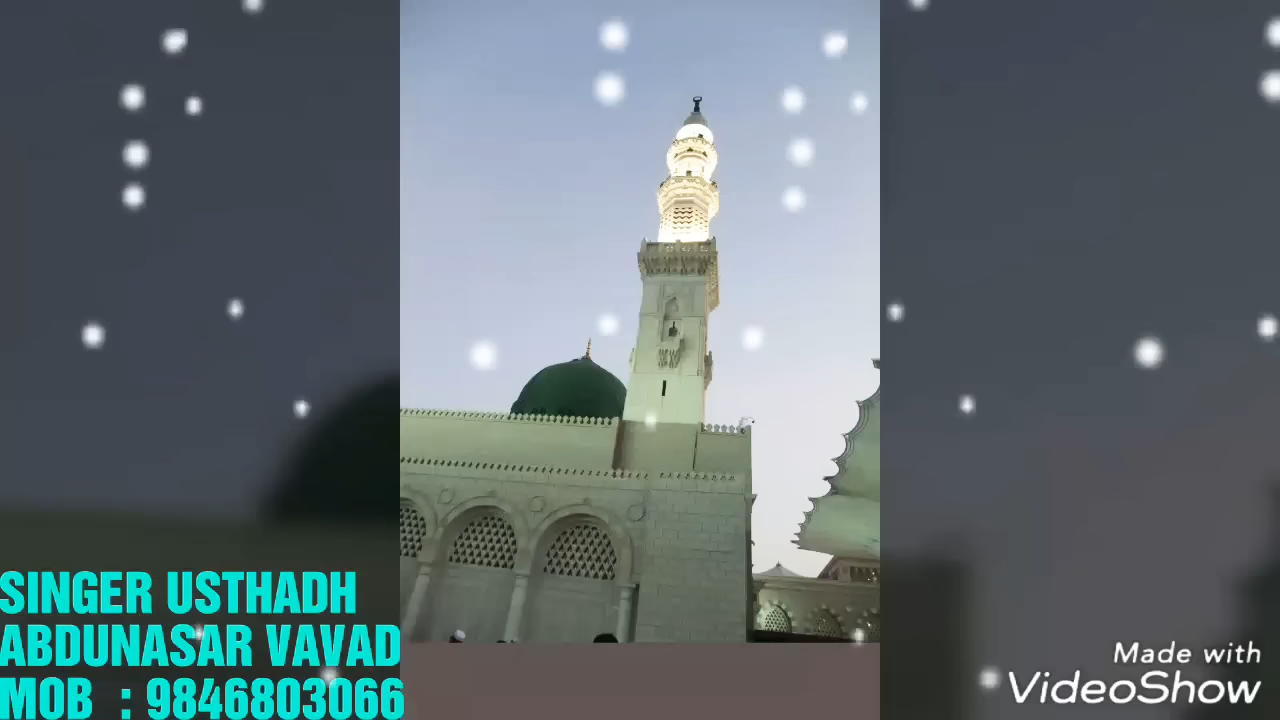 SINGER USTHADH
ABDUNASAR VAVAD
MOB : 9846803066
Made with
VideoShow